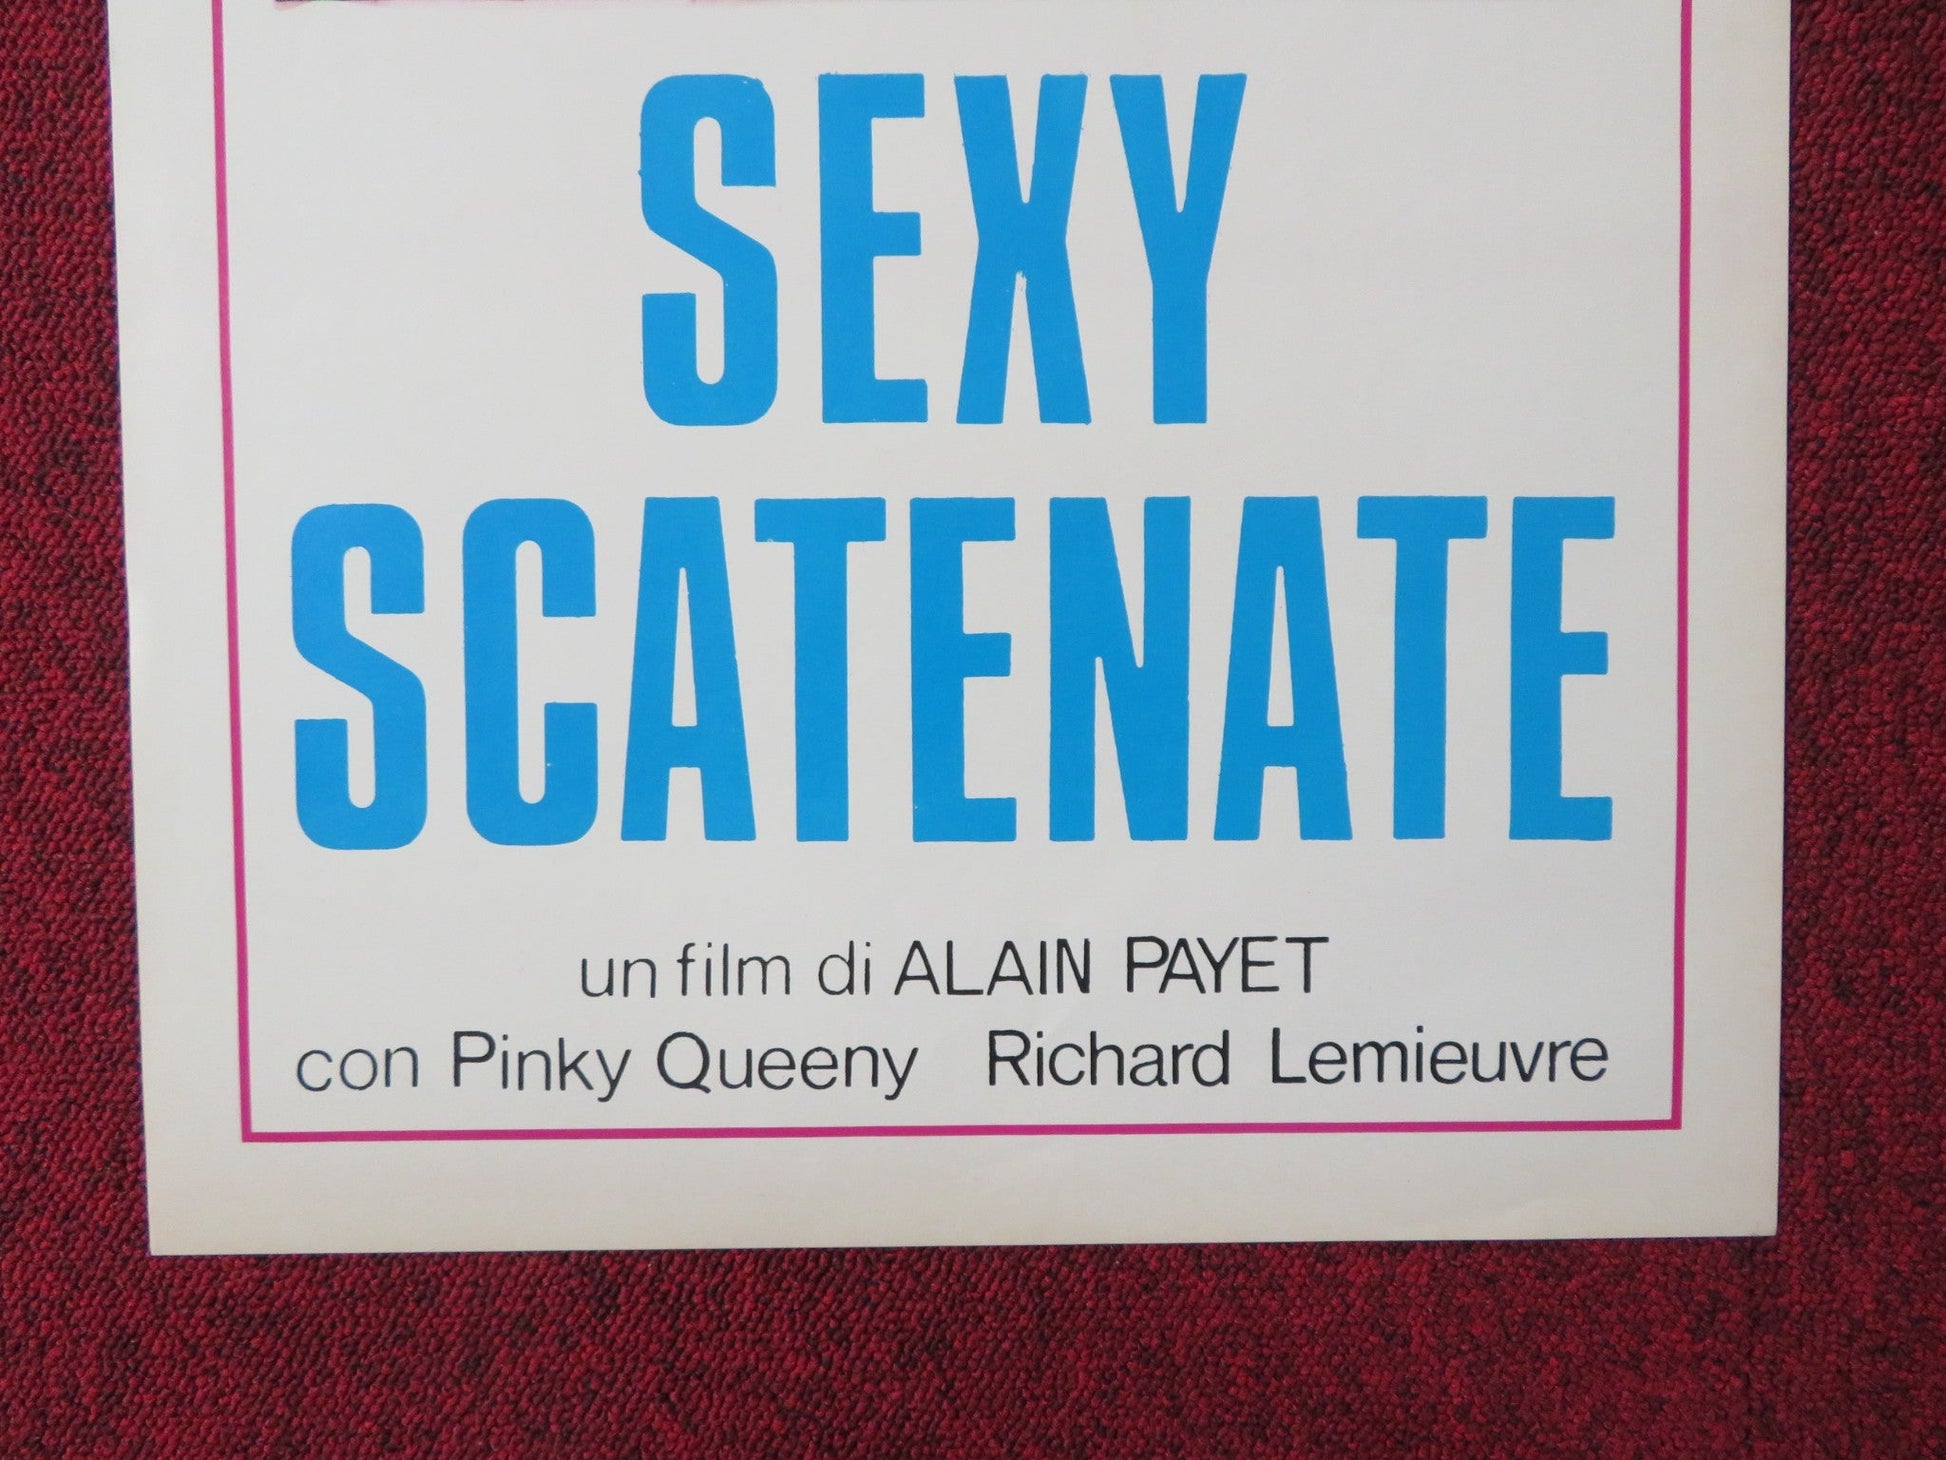 SEXY
SCATENATE
un film di ALAIN PAYET
con Pinky Queeny Richard Lemieuvre